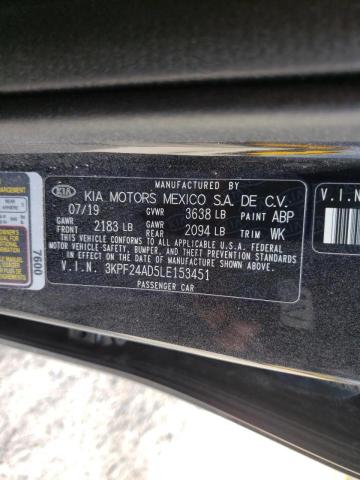 MANUFACTURED BY
KIA KIA MOTORS MEXICO S.A. DE C.V.
07/19 GVWR 3638 LB PAINT ABP
GAWR FRONT 2183 LB GAWR REAR 2094 LB TRIM WK
THIS VEHICLE CONFORMS TO ALL APPLICABLE U.S.A. FEDERAL
MOTOR VEHICLE SAFETY, BUMPER, AND THEFT PREVENTION
STANDARDS IN EFFECT ON THE DATE OF MANUFACTURE
SHOWN ABOVE.
V.I.N. 3KPF24AD5LE153451
PASSENGER CAR
7600
V.I.N.